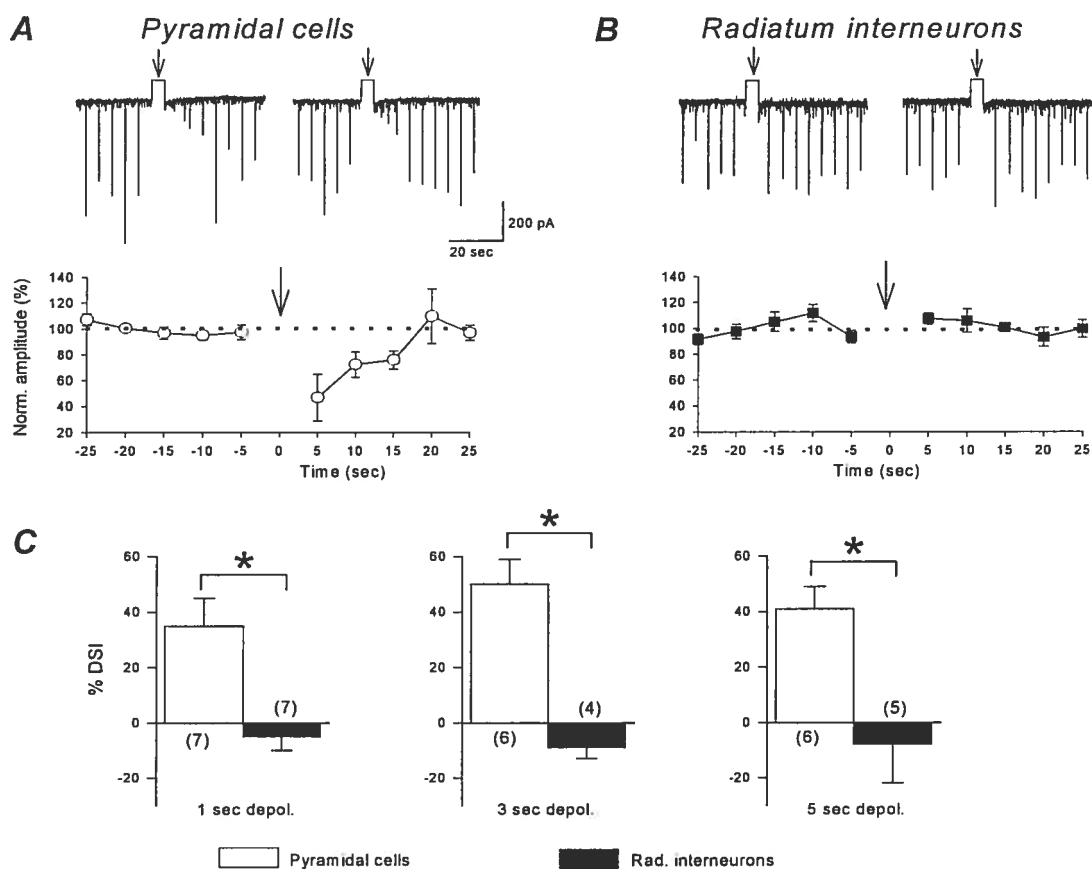 A Pyramidal cells
B Radiatum interneurons
200 pA
20 sec
Norm. amplitude (%)
140
120
100
80
60
40
20
-25 -20 -15 -10 -5 0 5 10 15 20 25
Time (sec)
140
120
100
80
60
40
20
-25 -20 -15 -10 -5 0 5 10 15 20 25
Time (sec)
C
% DSI
60
40
20
0
-20
*
(7)
(7)
1 sec depol.
60
40
20
0
-20
*
(4)
(6)
3 sec depol.
60
40
20
0
-20
*
(5)
(6)
5 sec depol.
Pyramidal cells
Rad. interneurons